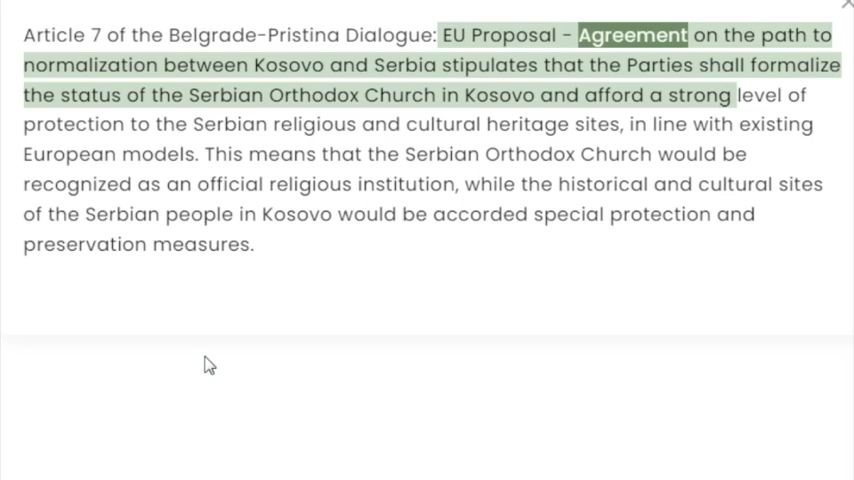 Article 7 of the Belgrade-Pristina Dialogue: EU Proposal - Agreement on the path to
normalization between Kosovo and Serbia stipulates that the Parties shall formalize
the status of the Serbian Orthodox Church in Kosovo and afford a strong level of
protection to the Serbian religious and cultural heritage sites, in line with existing
European models. This means that the Serbian Orthodox Church would be
recognized as an official religious institution, while the historical and cultural sites
of the Serbian people in Kosovo would be accorded special protection and
preservation measures.